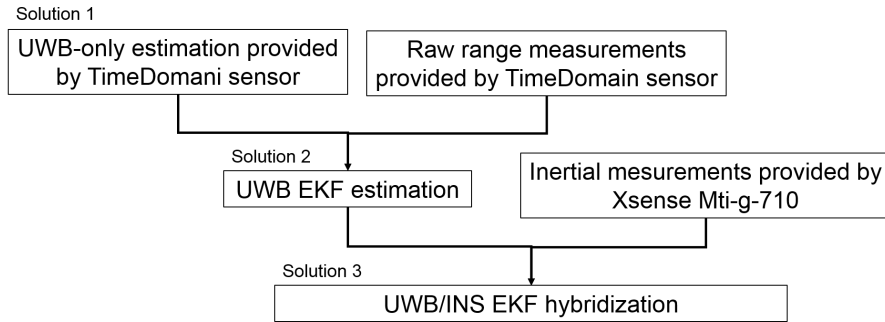 Solution 1
UWB-only estimation provided
by TimeDomani sensor
Raw range measurements
provided by TimeDomain sensor
Solution 2
UWB EKF estimation
Inertial mesurements provided by
Xsense Mti-g-710
Solution 3
UWB/INS EKF hybridization